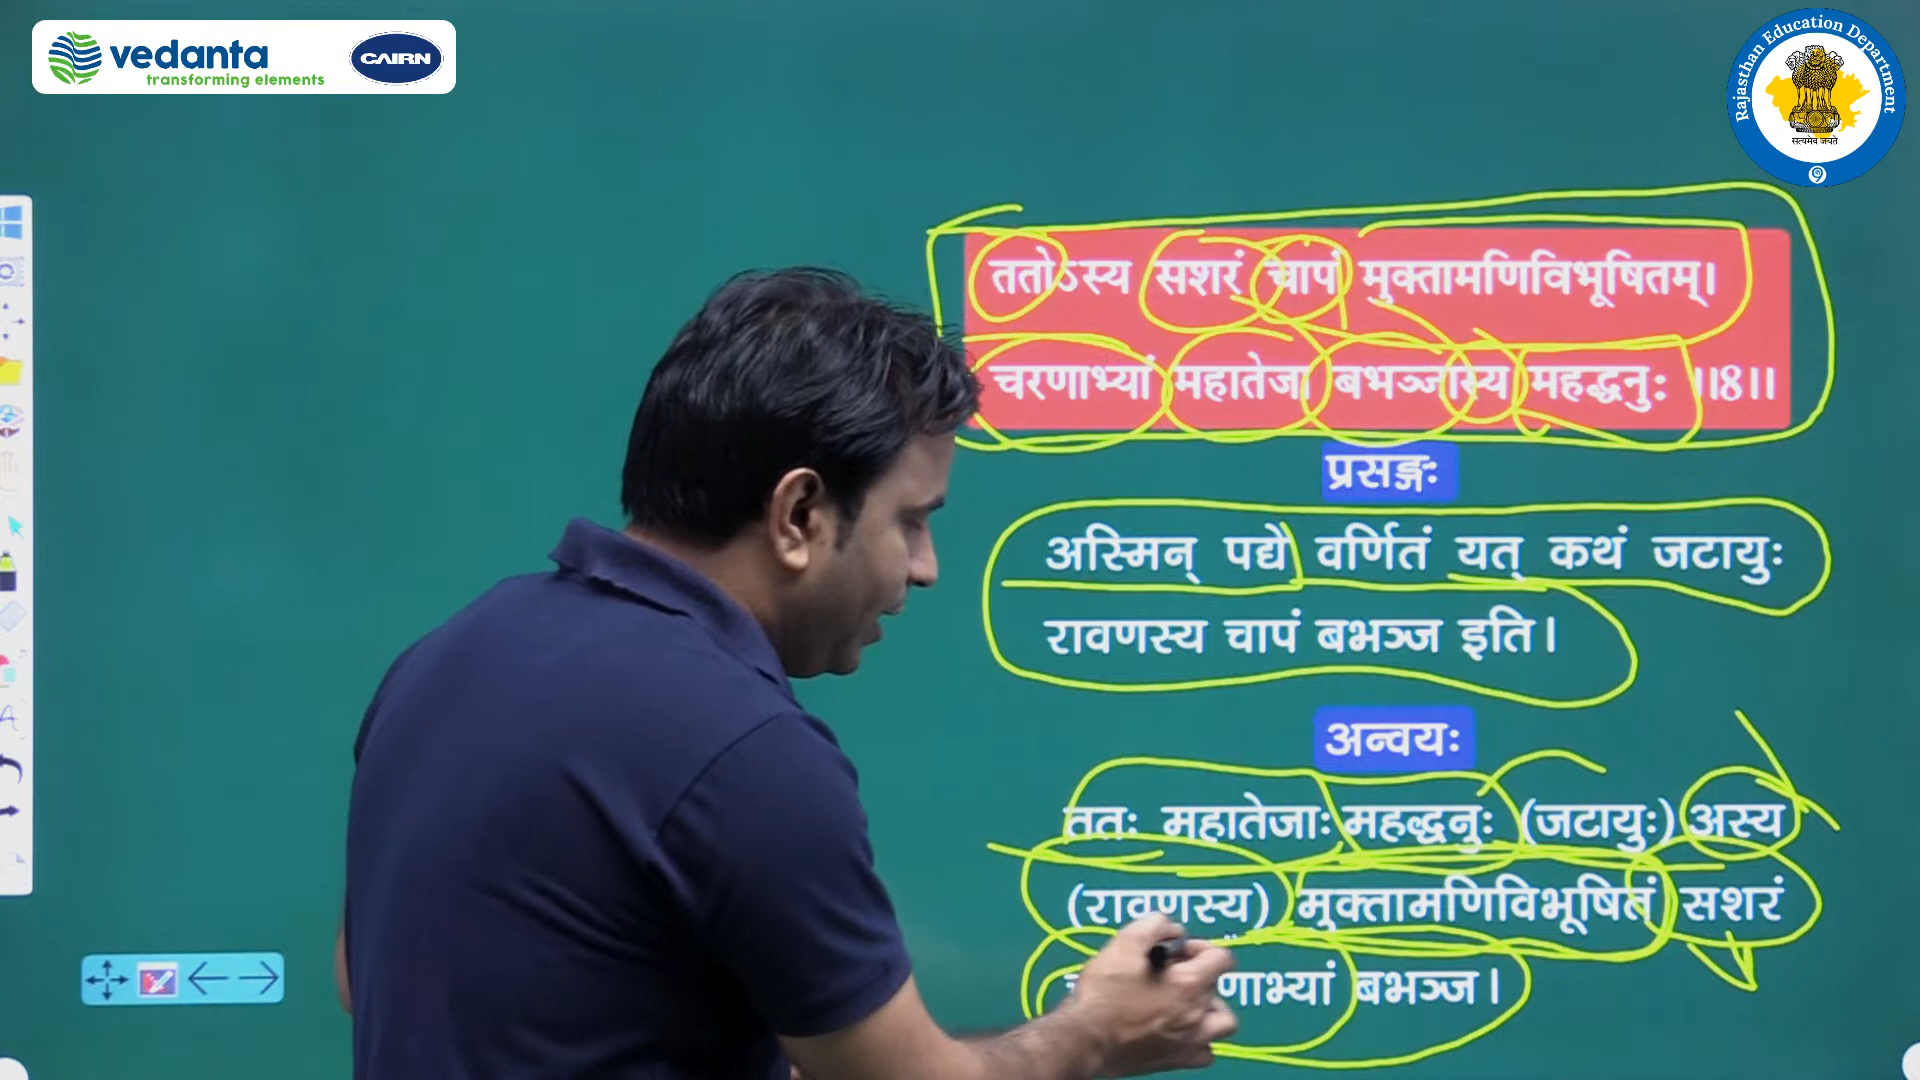 vedanta
transforming elements
CAIRN
Rajasthan Education Department
सत्यमेव जयते
ततोऽस्य सशरं चापं मुक्तामणिविभूषितम्।
चरणाभ्यां महातेजा बभञ्जास्य महद्धनुः ।।8।।
प्रसङ्गः
अस्मिन् पद्ये वर्णितं यत् कथं जटायुः
रावणस्य चापं बभञ्ज इति।
अन्वयः
ततः महातेजाः महद्धनुः (जटायुः) अस्य
(रावणस्य) मुक्तामणिविभूषितं सशरं
बभञ्ज।